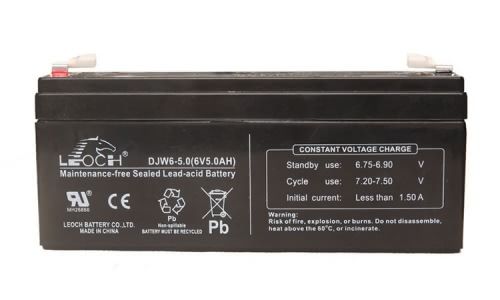 LEOCH
DJW6-5.0(6V5.0AH)
Maintenance-free Sealed Lead-acid Battery
MH26866
LEOCH BATTERY CO.,LTD.
MADE IN CHINA
Pb
Non-spillable
BATTERY MUST BE RECYCLED
Pb
CONSTANT VOLTAGE CHARGE
Standby use: 6.75-6.90 V
Cycle use: 7.20-7.50 V
Initial current: Less than 1.50 A
Warning:
Risk of fire, explosion, or burns. Do not disassemble,
heat above the 60°C, or incinerate.